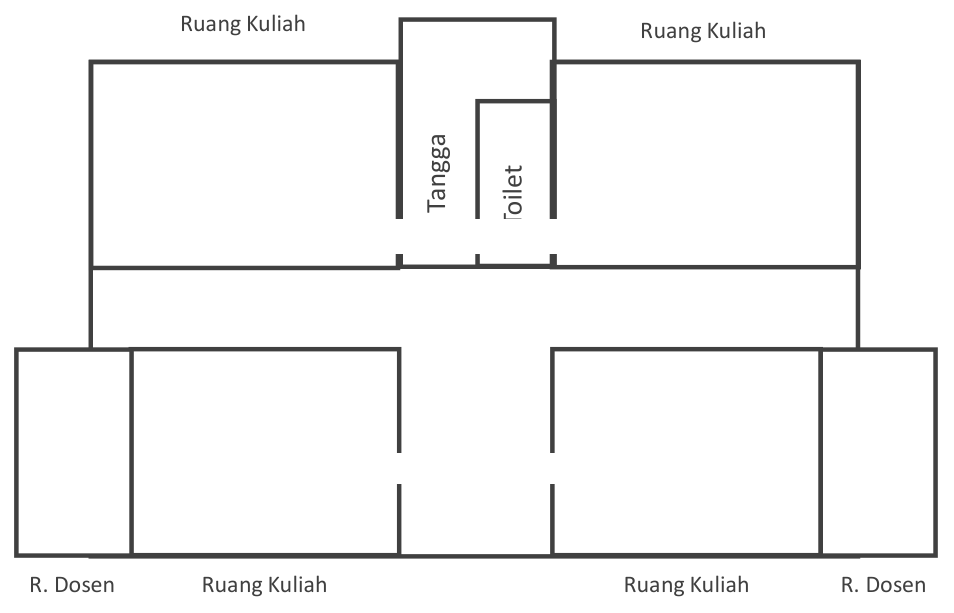 Ruang Kuliah
Ruang Kuliah
Tangga
Toilet
R. Dosen
Ruang Kuliah
Ruang Kuliah
R. Dosen